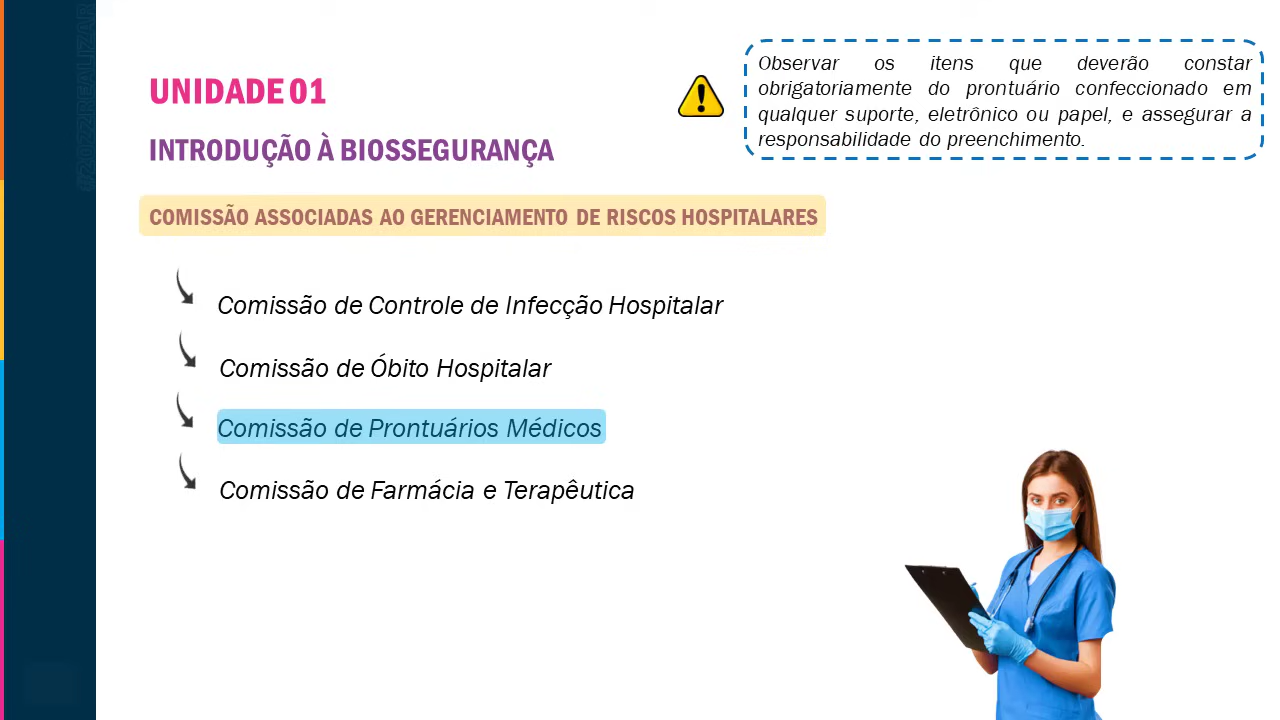 UNIDADE 01
INTRODUÇÃO À BIOSSEGURANÇA
Observar os itens que deverão constar
obrigatoriamente do prontuário confeccionado em
qualquer suporte, eletrônico ou papel, e assegurar a
responsabilidade do preenchimento.
COMISSÃO ASSOCIADAS AO GERENCIAMENTO DE RISCOS HOSPITALARES
Comissão de Controle de Infecção Hospitalar
Comissão de Óbito Hospitalar
Comissão de Prontuários Médicos
Comissão de Farmácia e Terapêutica